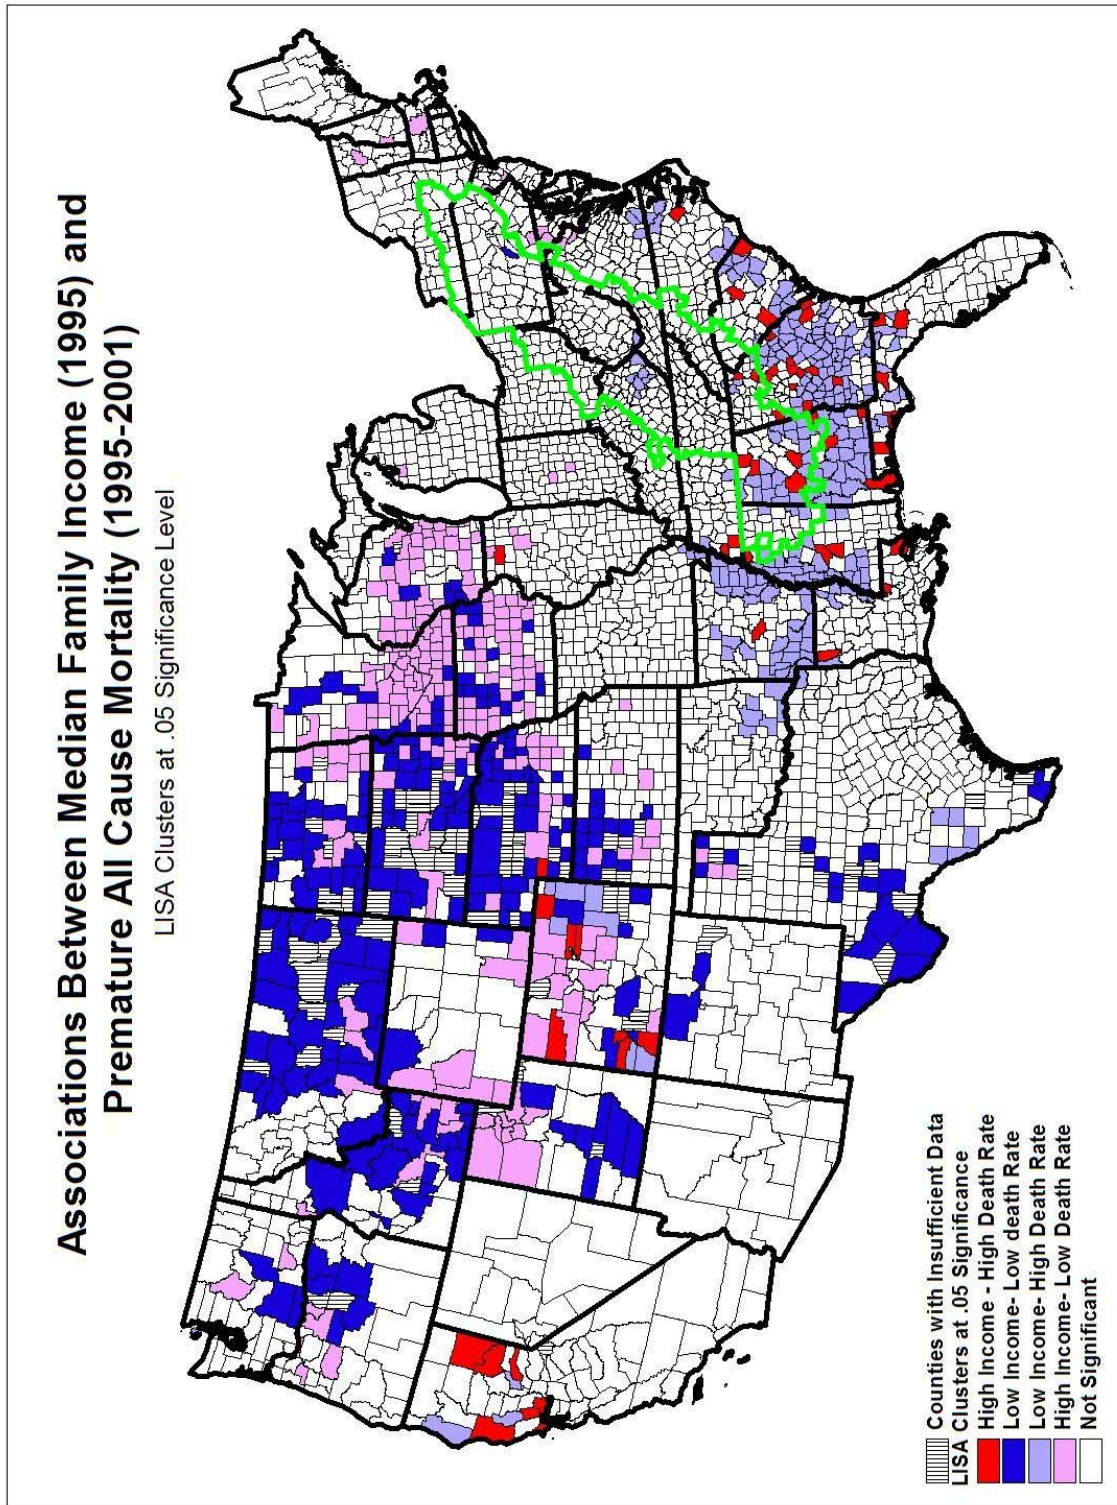 Associations Between Median Family Income (1995) and
Premature All Cause Mortality (1995-2001)
LISA Clusters at .05 Significance Level
Counties with Insufficient Data
LISA Clusters at .05 Significance
High Income - High Death Rate
Low Income- Low death Rate
Low Income- High Death Rate
High Income- Low Death Rate
Not Significant